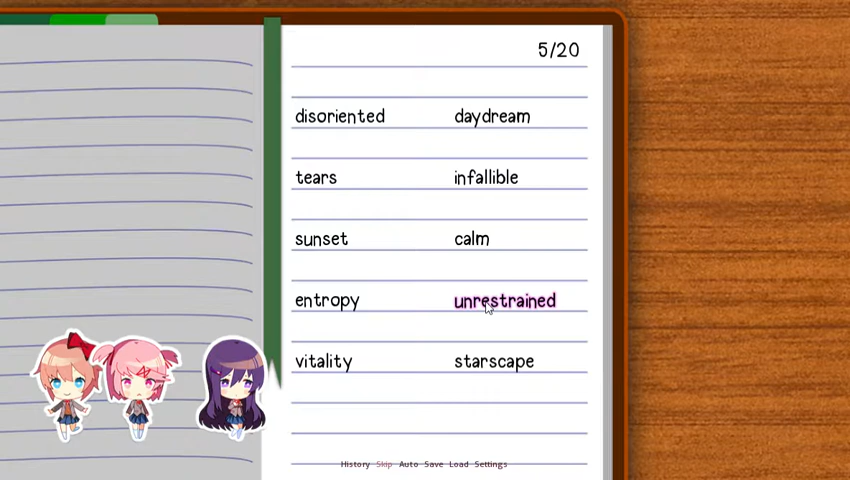 5/20
disoriented daydream
tears infallible
sunset calm
entropy unrestrained
vitality starscape
History Skip Auto Save Load Settings